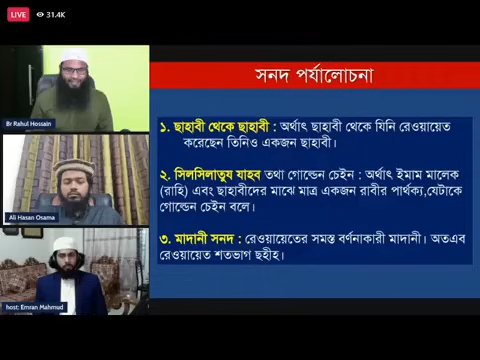 LIVE
31.4K
Br Rahul Hossain
Ali Hasan Osama
host: Emran Mahmud
সনদ পর্যালোচনা
১. ছাহাবী থেকে ছাহাবী : অর্থাৎ ছাহাবী থেকে যিনি রেওয়ায়েত
করেছেন তিনিও একজন ছাহাবী।
২. সিলসিলাতুয যাহব তথা গোল্ডেন চেইন : অর্থাৎ ইমাম মালেক
(রাহি) এবং ছাহাবীদের মাঝে মাত্র একজন রাবীর পার্থক্য,যেটাকে
গোল্ডেন চেইন বলে।
৩. মাদানী সনদ : রেওয়ায়েতের সমস্ত বর্ণনাকারী মাদানী। অতএব
রেওয়ায়েত শতভাগ ছহীহ।